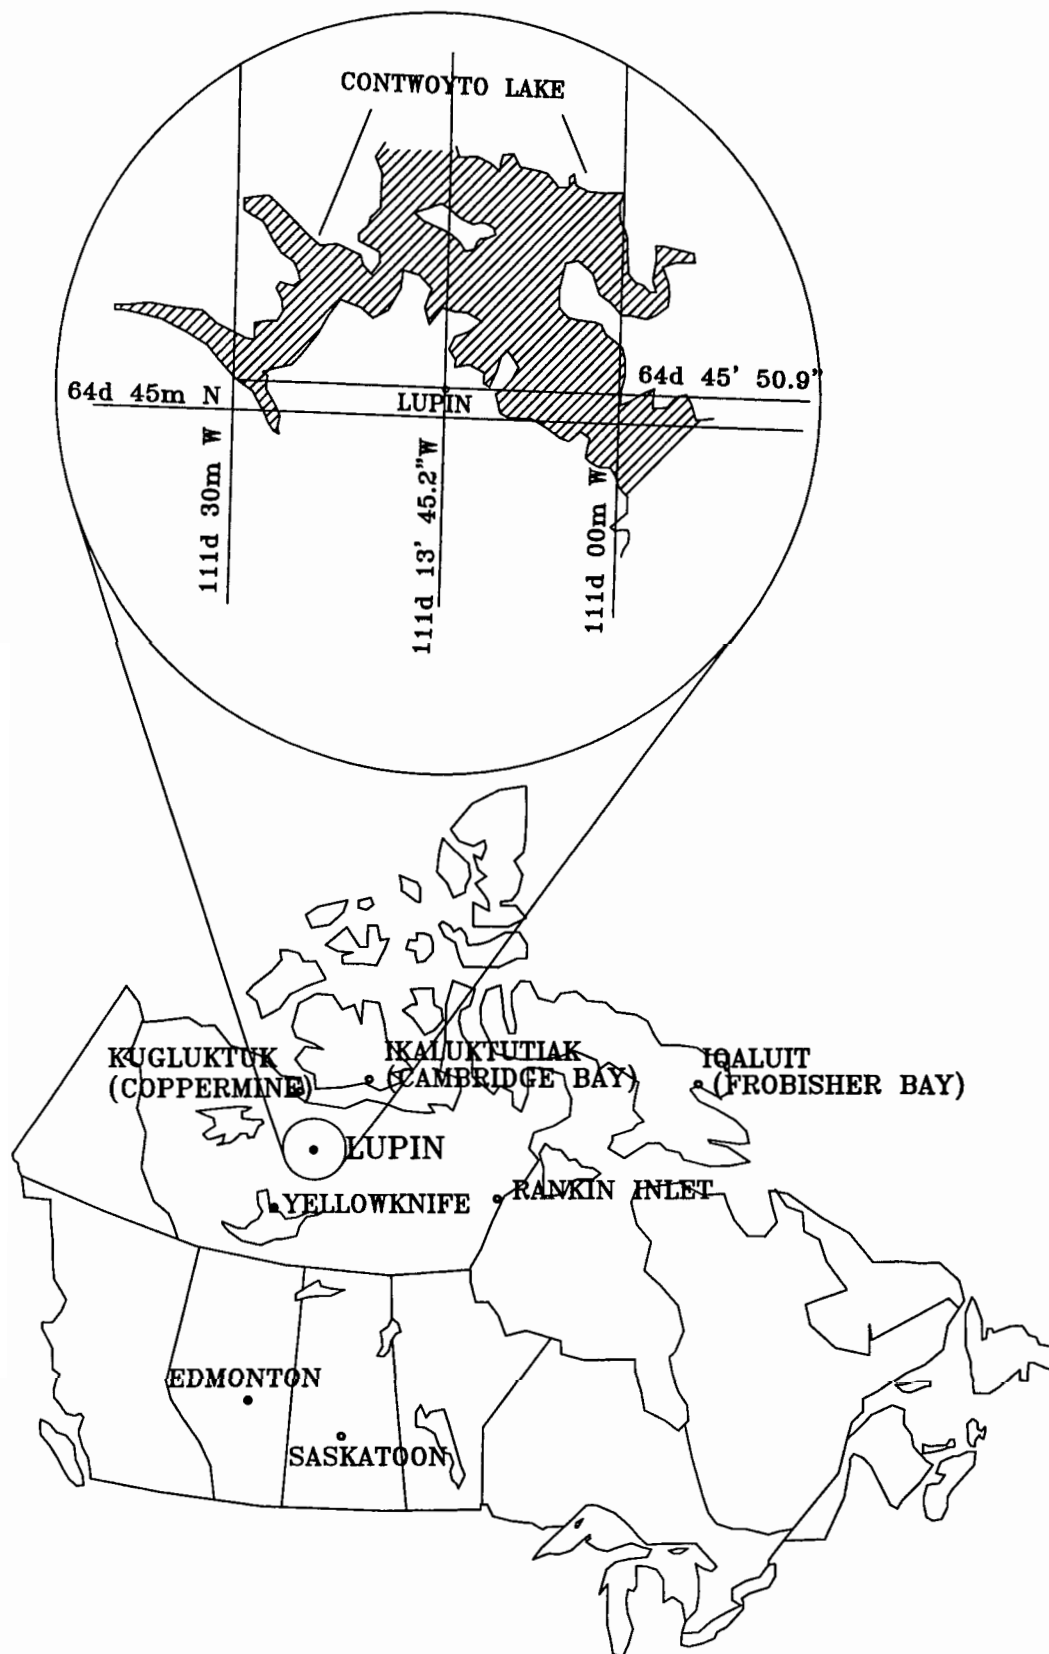 CONTWOYTO LAKE
64d 45' 50.9"
64d 45m N
LUPIN
111d 30m W
111d 13' 45.2"W
111d 00m W
KUGLUKTUK
(COPPERMINE)
IKALUKTUTIAK
(CAMBRIDGE BAY)
IQALUIT
(FROBISHER BAY)
LUPIN
YELLOWKNIFE
RANKIN INLET
EDMONTON
SASKATOON